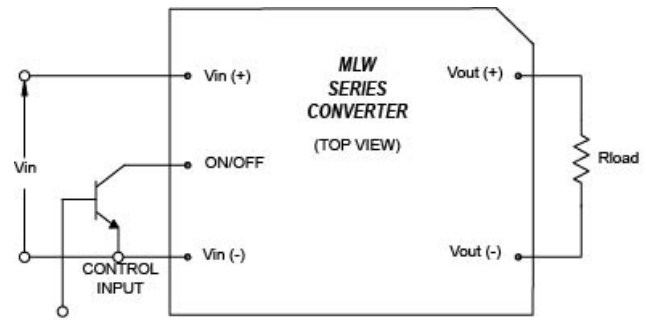 MLW
SERIES
CONVERTER
(TOP VIEW)
Vin (+)
Vout (+)
ON/OFF
Vin
Rload
Vin (-)
Vout (-)
CONTROL
INPUT